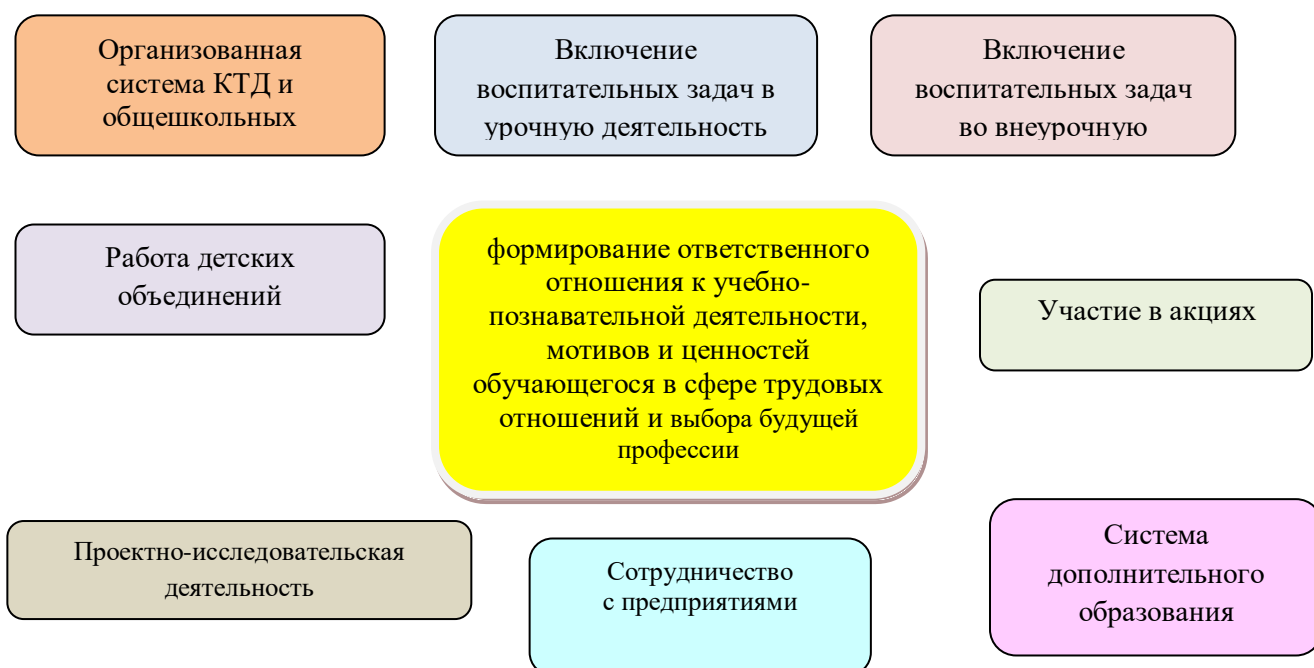 Организованная
система КТД и
общешкольных
Включение
воспитательных задач в
урочную деятельность
Включение
воспитательных задач
во внеурочную
Работа детских
объединений
формирование ответственного
отношения к учебно-
познавательной деятельности,
мотивов и ценностей
обучающегося в сфере трудовых
отношений и выбора будущей
профессии
Участие в акциях
Проектно-исследовательская
деятельность
Сотрудничество
с предприятиями
Система
дополнительного
образования